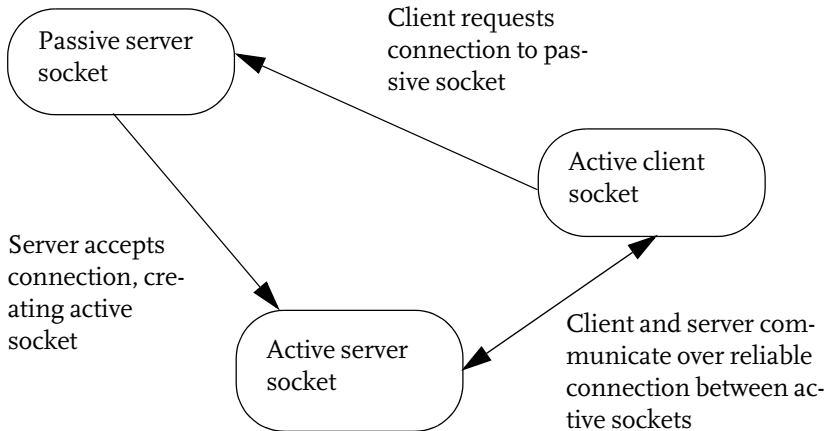 Passive server
socket
Client requests
connection to pas-
sive socket
Active client
socket
Server accepts
connection, cre-
ating active
socket
Active server
socket
Client and server com-
municate over reliable
connection between ac-
tive sockets